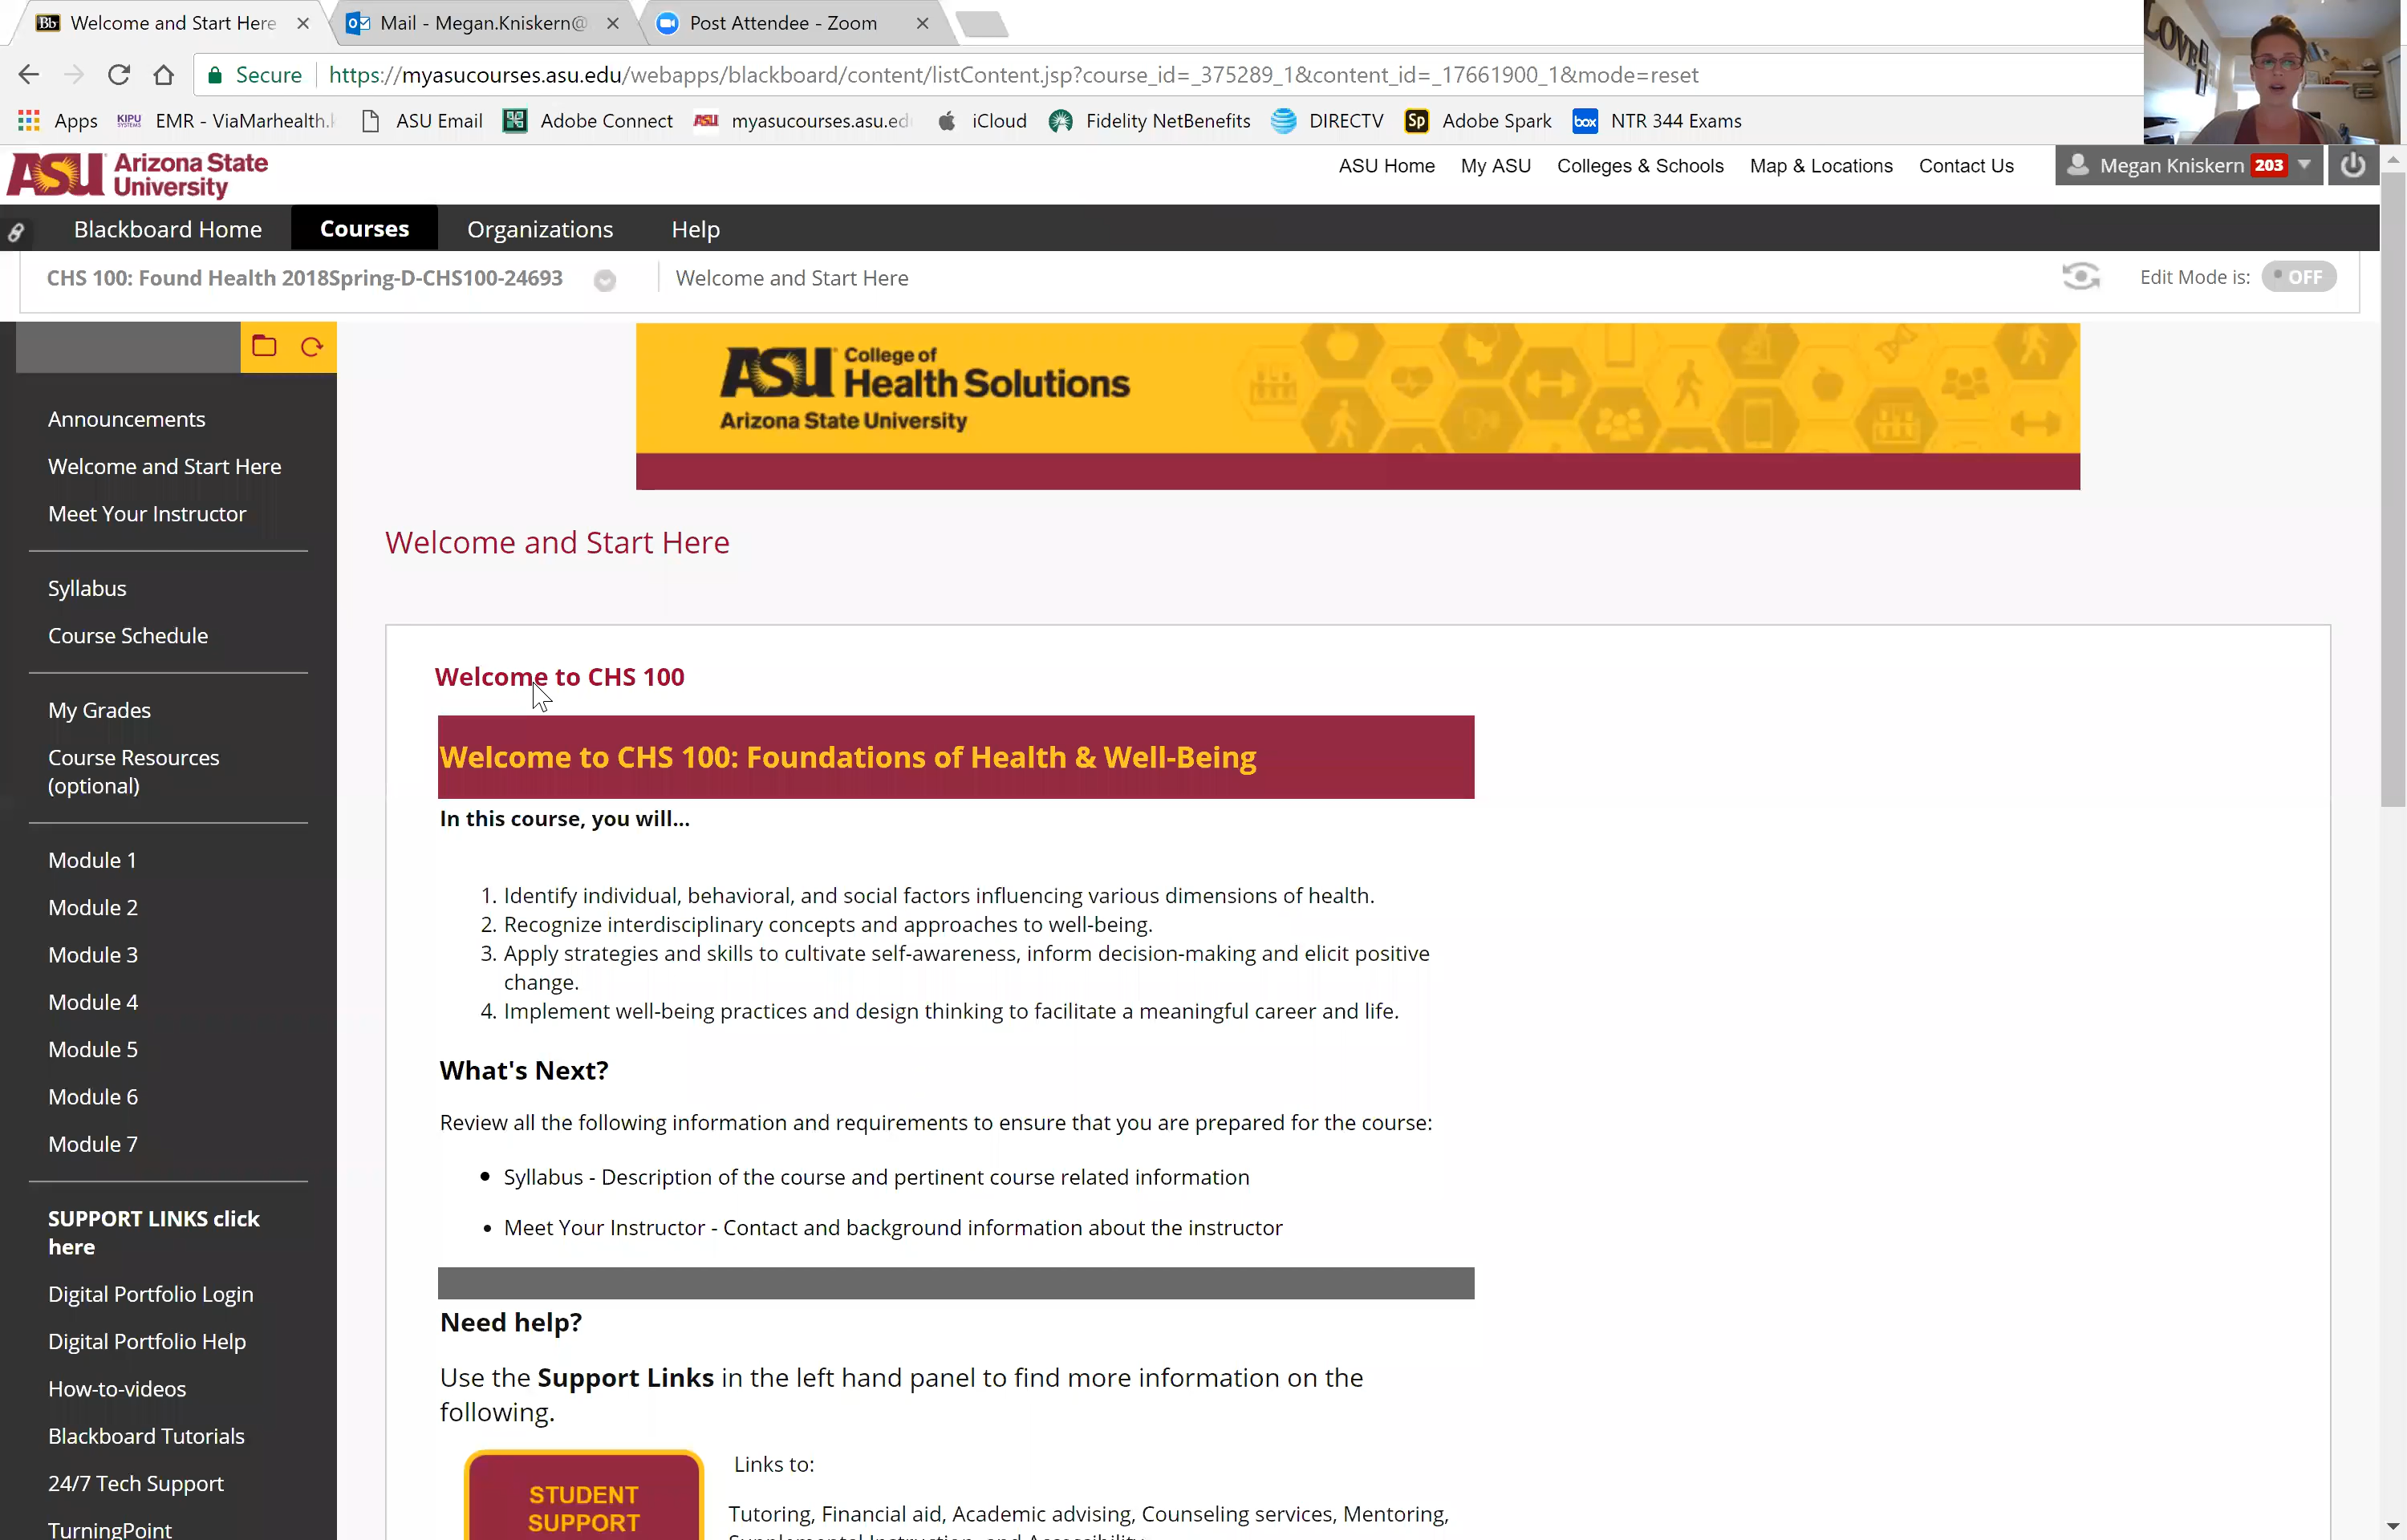 Bb Welcome and Start Here
Mail - Megan.Kniskern@
Post Attendee - Zoom
Secure https://myasucourses.asu.edu/webapps/blackboard/content/listContent.jsp?course_id=_375289_1&content_id=_17661900_1&mode=reset
Apps KIPU SYSTEMS EMR - ViaMarhealth. ASU Email Adobe Connect ASU myasucourses.asu.ed iCloud Fidelity NetBenefits DIRECTV Sp Adobe Spark box NTR 344 Exams
LOVE
ASU Arizona State University
ASU Home My ASU Colleges & Schools Map & Locations Contact Us Megan Kniskern 203
Blackboard Home Courses Organizations Help
CHS 100: Found Health 2018Spring-D-CHS100-24693 Welcome and Start Here Edit Mode is: OFF
Announcements
Welcome and Start Here
Meet Your Instructor
Syllabus
Course Schedule
My Grades
Course Resources
(optional)
Module 1
Module 2
Module 3
Module 4
Module 5
Module 6
Module 7
SUPPORT LINKS click
here
Digital Portfolio Login
Digital Portfolio Help
How-to-videos
Blackboard Tutorials
24/7 Tech Support
TurningPoint
ASU College of
Health Solutions
Arizona State University
Welcome and Start Here
Welcome to CHS 100
Welcome to CHS 100: Foundations of Health & Well-Being
In this course, you will...
1. Identify individual, behavioral, and social factors influencing various dimensions of health.
2. Recognize interdisciplinary concepts and approaches to well-being.
3. Apply strategies and skills to cultivate self-awareness, inform decision-making and elicit positive
change.
4. Implement well-being practices and design thinking to facilitate a meaningful career and life.
What's Next?
Review all the following information and requirements to ensure that you are prepared for the course:
• Syllabus - Description of the course and pertinent course related information
• Meet Your Instructor - Contact and background information about the instructor
Need help?
Use the Support Links in the left hand panel to find more information on the
following.
STUDENT
SUPPORT
Links to:
Tutoring, Financial aid, Academic advising, Counseling services, Mentoring,
Supplemental Instruction, and Accessibility